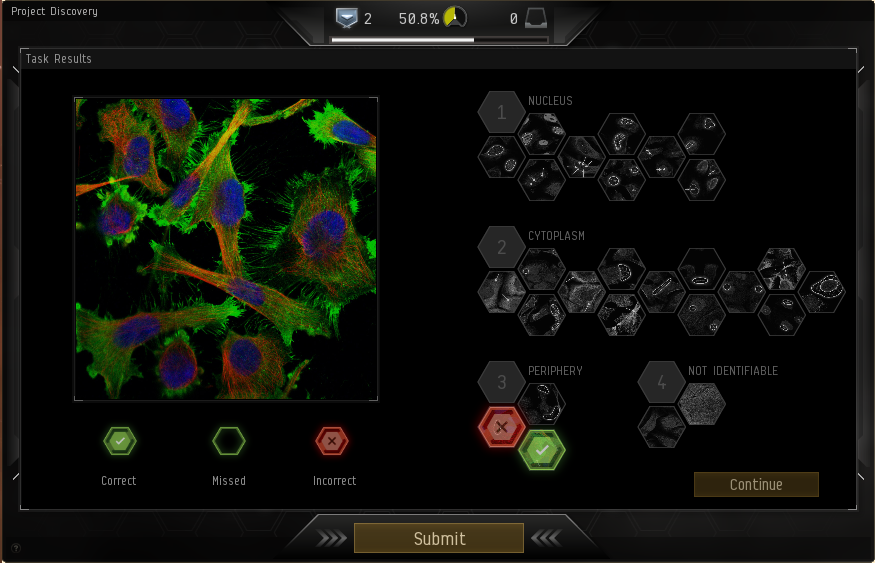 Project Discovery
2 50.8% 0
Task Results
1 NUCLEUS
2 CYTOPLASM
3 PERIPHERY
4 NOT IDENTIFIABLE
Correct Missed Incorrect
Continue
Submit